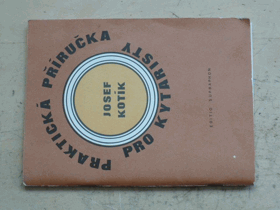 PRAKTICKÁ PŘÍRUČKA
PRO KYTARISTY
JOSEF
KOTÍK